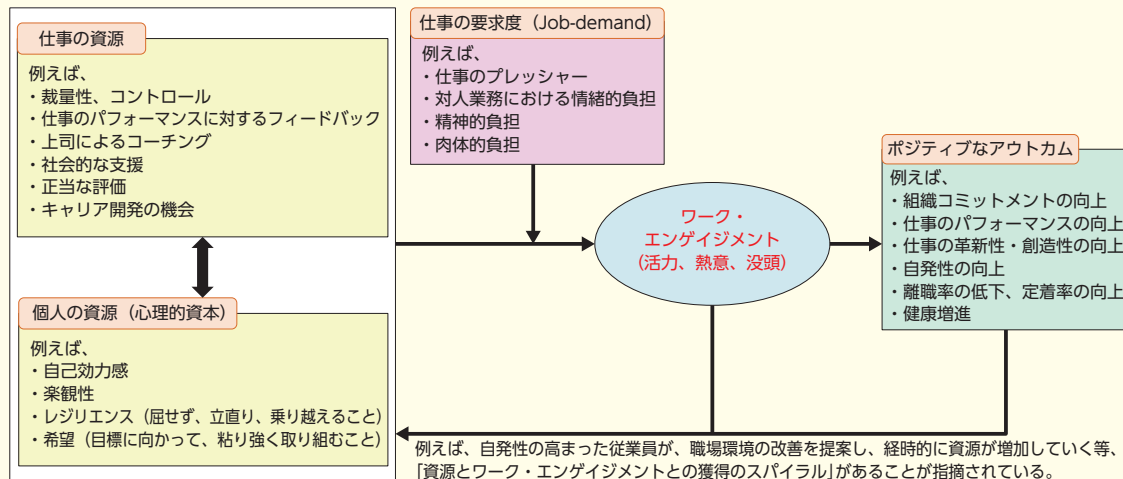 仕事の資源
例えば、
・裁量性、コントロール
・仕事のパフォーマンスに対するフィードバック
・上司によるコーチング
・社会的な支援
・正当な評価
・キャリア開発の機会
個人の資源（心理的資本）
例えば、
・自己効力感
・楽観性
・レジリエンス（屈せず、立直り、乗り越えること）
・希望（目標に向かって、粘り強く取り組むこと）
仕事の要求度（Job-demand）
例えば、
・仕事のプレッシャー
・対人業務における情緒的負担
・精神的負担
・肉体的負担
ワーク・
エンゲイジメント
（活力、熱意、没頭）
ポジティブなアウトカム
例えば、
・組織コミットメントの向上
・仕事のパフォーマンスの向上
・仕事の革新性・創造性の向上
・自発性の向上
・離職率の低下、定着率の向上
・健康増進
例えば、自発性の高まった従業員が、職場環境の改善を提案し、経時的に資源が増加していく等、
「資源とワーク・エンゲイジメントとの獲得のスパイラル」があることが指摘されている。